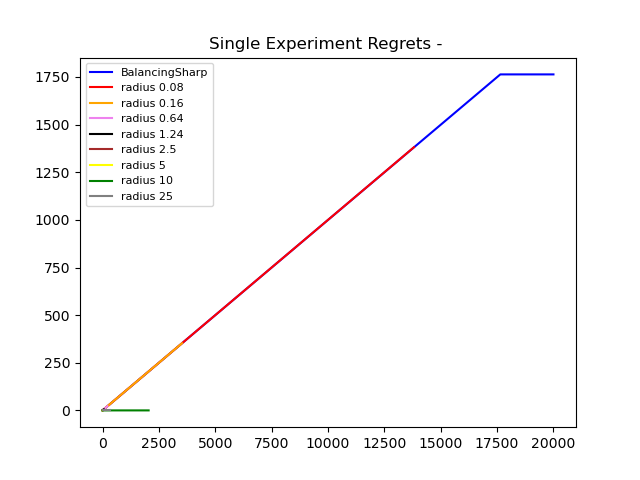 Single Experiment Regrets -
BalancingSharp
radius 0.08
radius 0.16
radius 0.64
radius 1.24
radius 2.5
radius 5
radius 10
radius 25
1750
1500
1250
1000
750
500
250
0
0 2500 5000 7500 10000 12500 15000 17500 20000